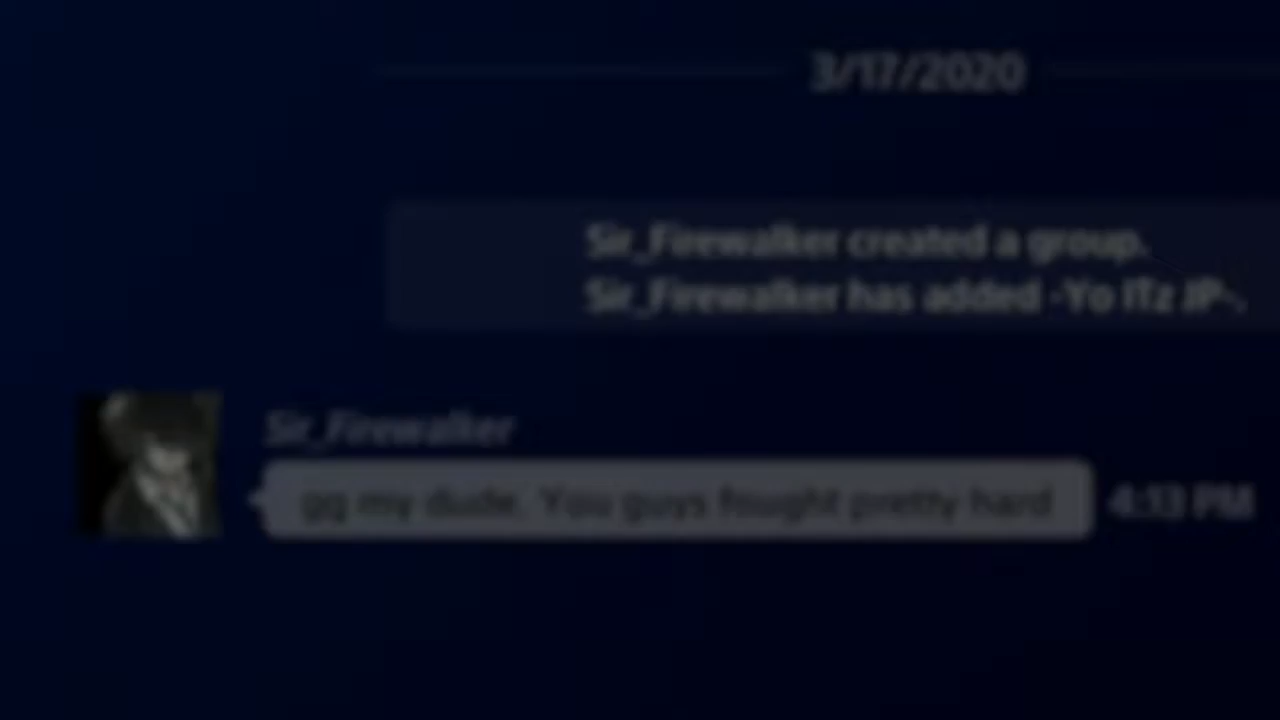 3/17/2020
Sir_Firewalker created a group.
Sir_Firewalker has added -Yo ITz JP-.
Sir_Firewalker
gg my dude. You guys fought pretty hard
4:13 PM